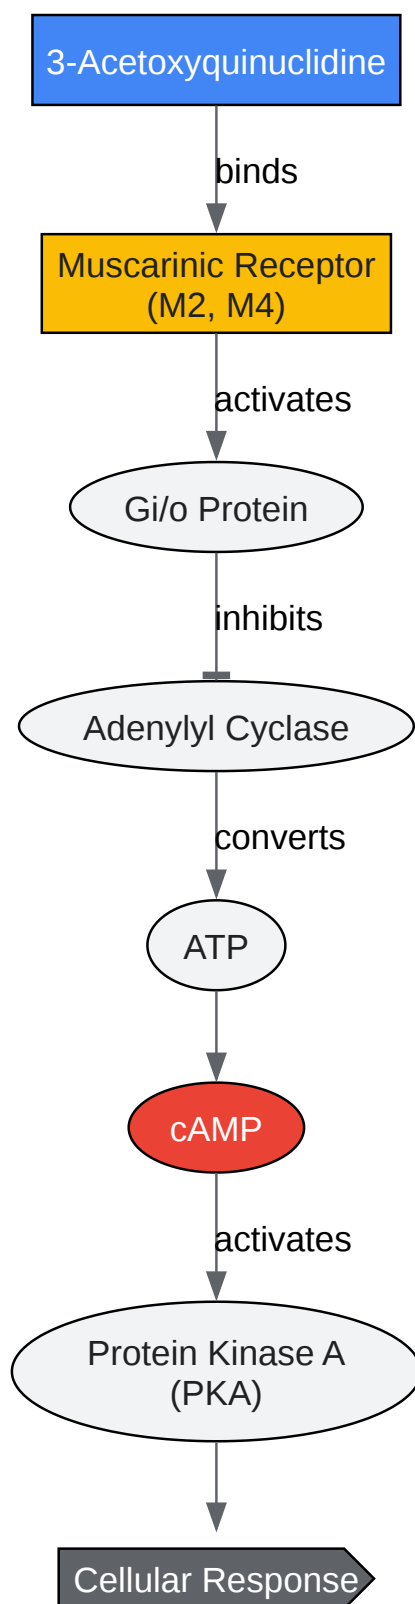 3-Acetoxyquinuclidine
binds
Muscarinic Receptor
(M2, M4)
activates
Gi/o Protein
inhibits
Adenylyl Cyclase
converts
ATP
cAMP
activates
Protein Kinase A
(PKA)
Cellular Response